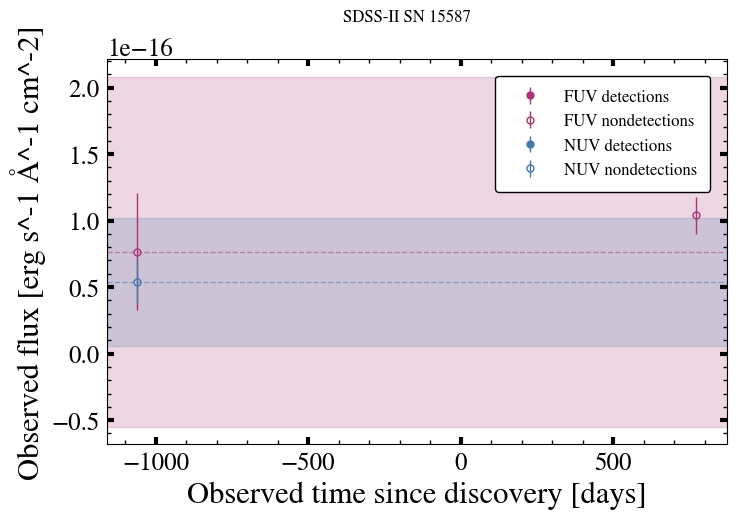 SDSS-II SN 15587
1e−16
Observed flux [erg s^-1 Å^-1 cm^-2]
2.0
1.5
1.0
0.5
0.0
−0.5
FUV detections
FUV nondetections
NUV detections
NUV nondetections
−1000
−500
0
500
Observed time since discovery [days]